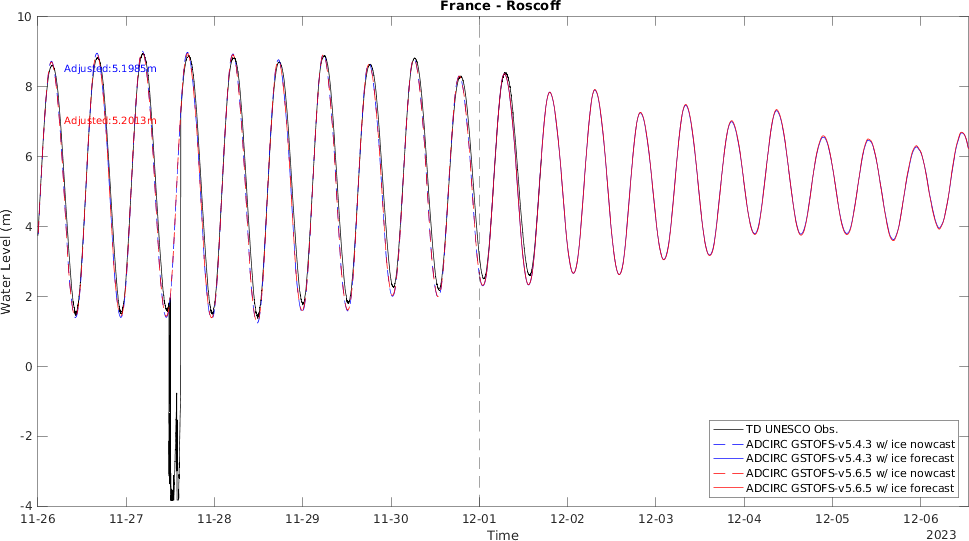 France - Roscoff
10
8
6
4
2
0
-2
-4
Water Level (m)
Adjusted:5.1985m
Adjusted:5.2013m
TD UNESCO Obs.
ADCIRC GSTOFS-v5.4.3 w/ ice nowcast
ADCIRC GSTOFS-v5.4.3 w/ ice forecast
ADCIRC GSTOFS-v5.6.5 w/ ice nowcast
ADCIRC GSTOFS-v5.6.5 w/ ice forecast
11-26 11-27 11-28 11-29 11-30 12-01 12-02 12-03 12-04 12-05 12-06
Time
2023